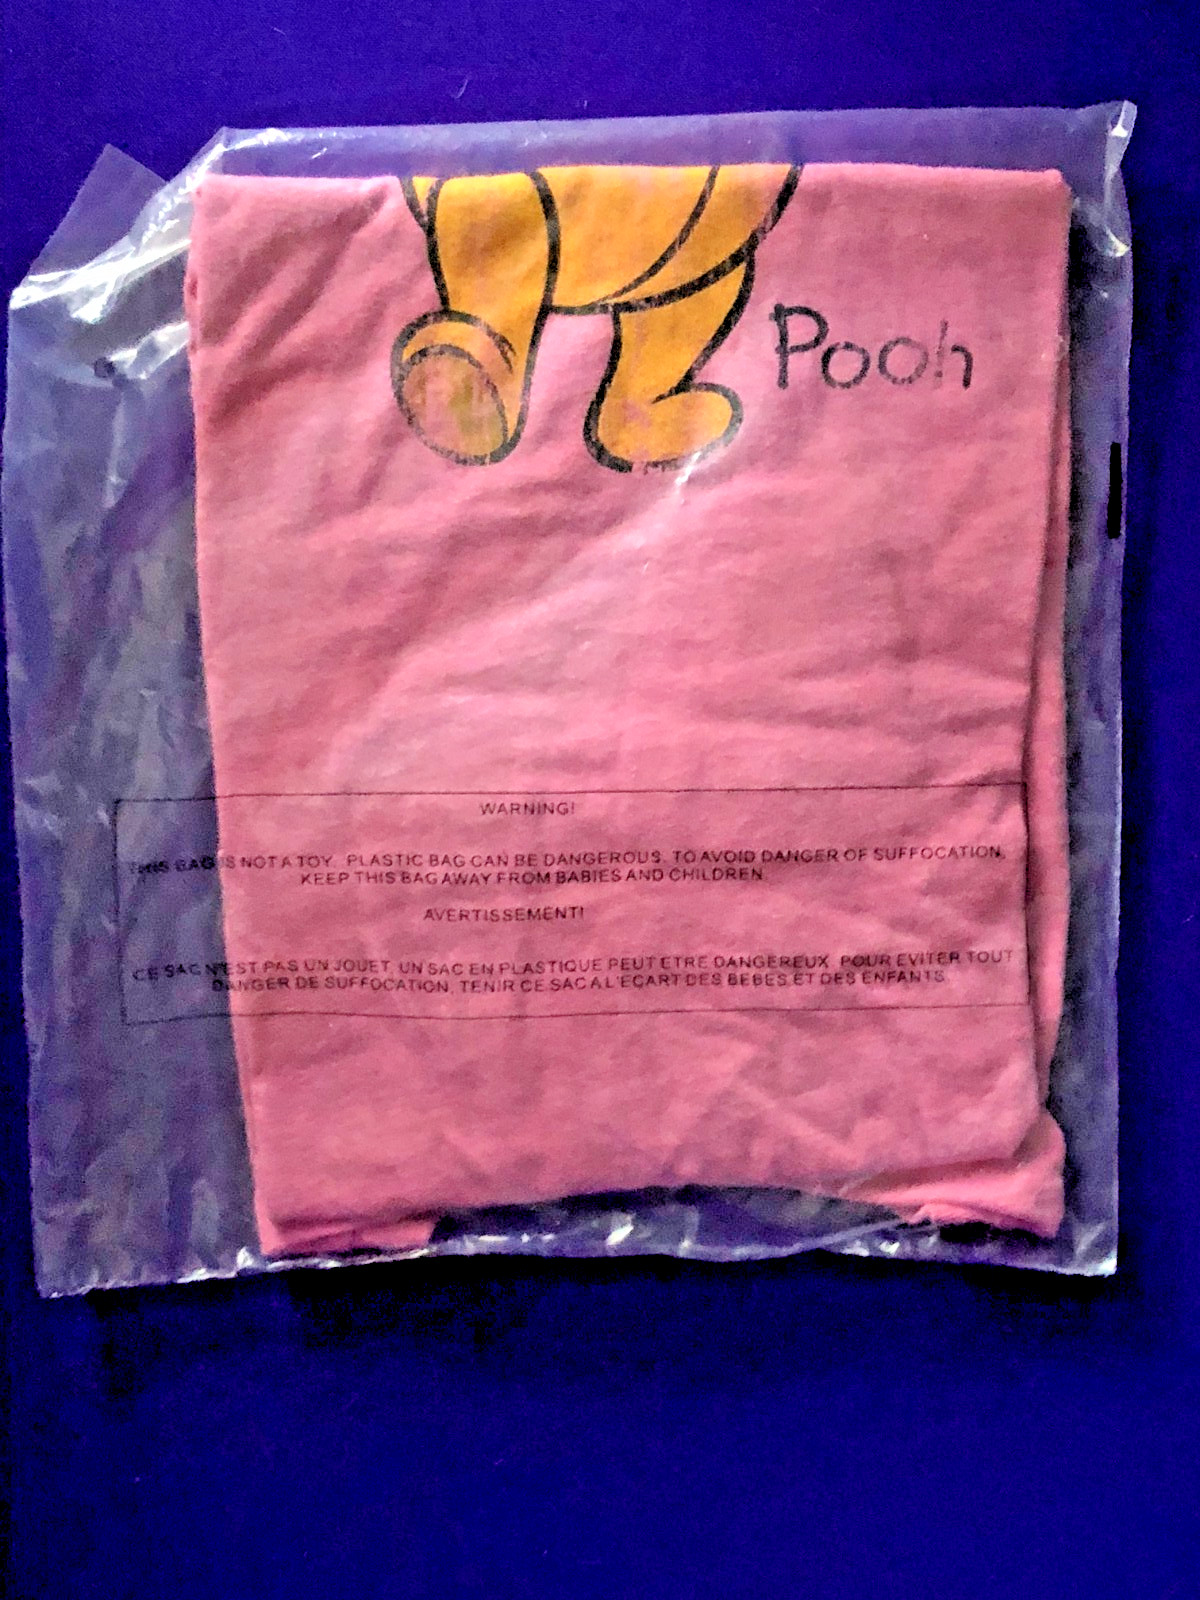 Pooh
WARNING!
THIS BAG IS NOT A TOY. PLASTIC BAG CAN BE DANGEROUS. TO AVOID DANGER OF SUFFOCATION,
KEEP THIS BAG AWAY FROM BABIES AND CHILDREN.
AVERTISSEMENT!
CE SAC N'EST PAS UN JOUET, UN SAC EN PLASTIQUE PEUT ETRE DANGEREUX. POUR EVITER TOUT
DANGER DE SUFFOCATION, TENIR CE SAC A L'ECART DES BEBES ET DES ENFANTS.